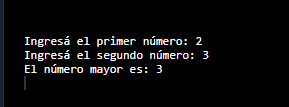 Ingresá el primer número: 2
Ingresá el segundo número: 3
El número mayor es: 3